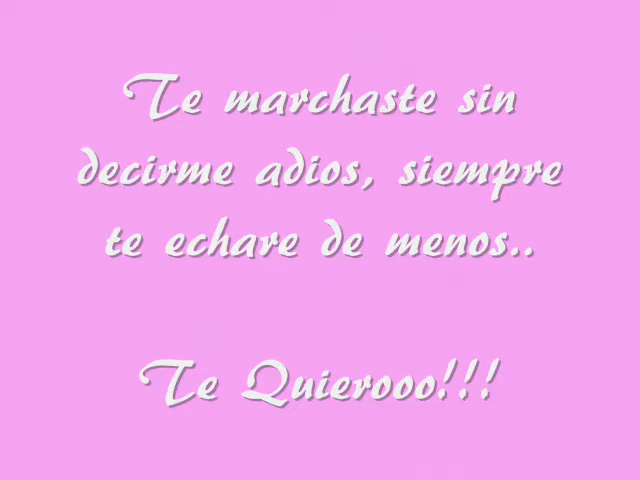 Te marchaste sin
decirme adios, siempre
te echare de menos..
Te Quierooo!!!